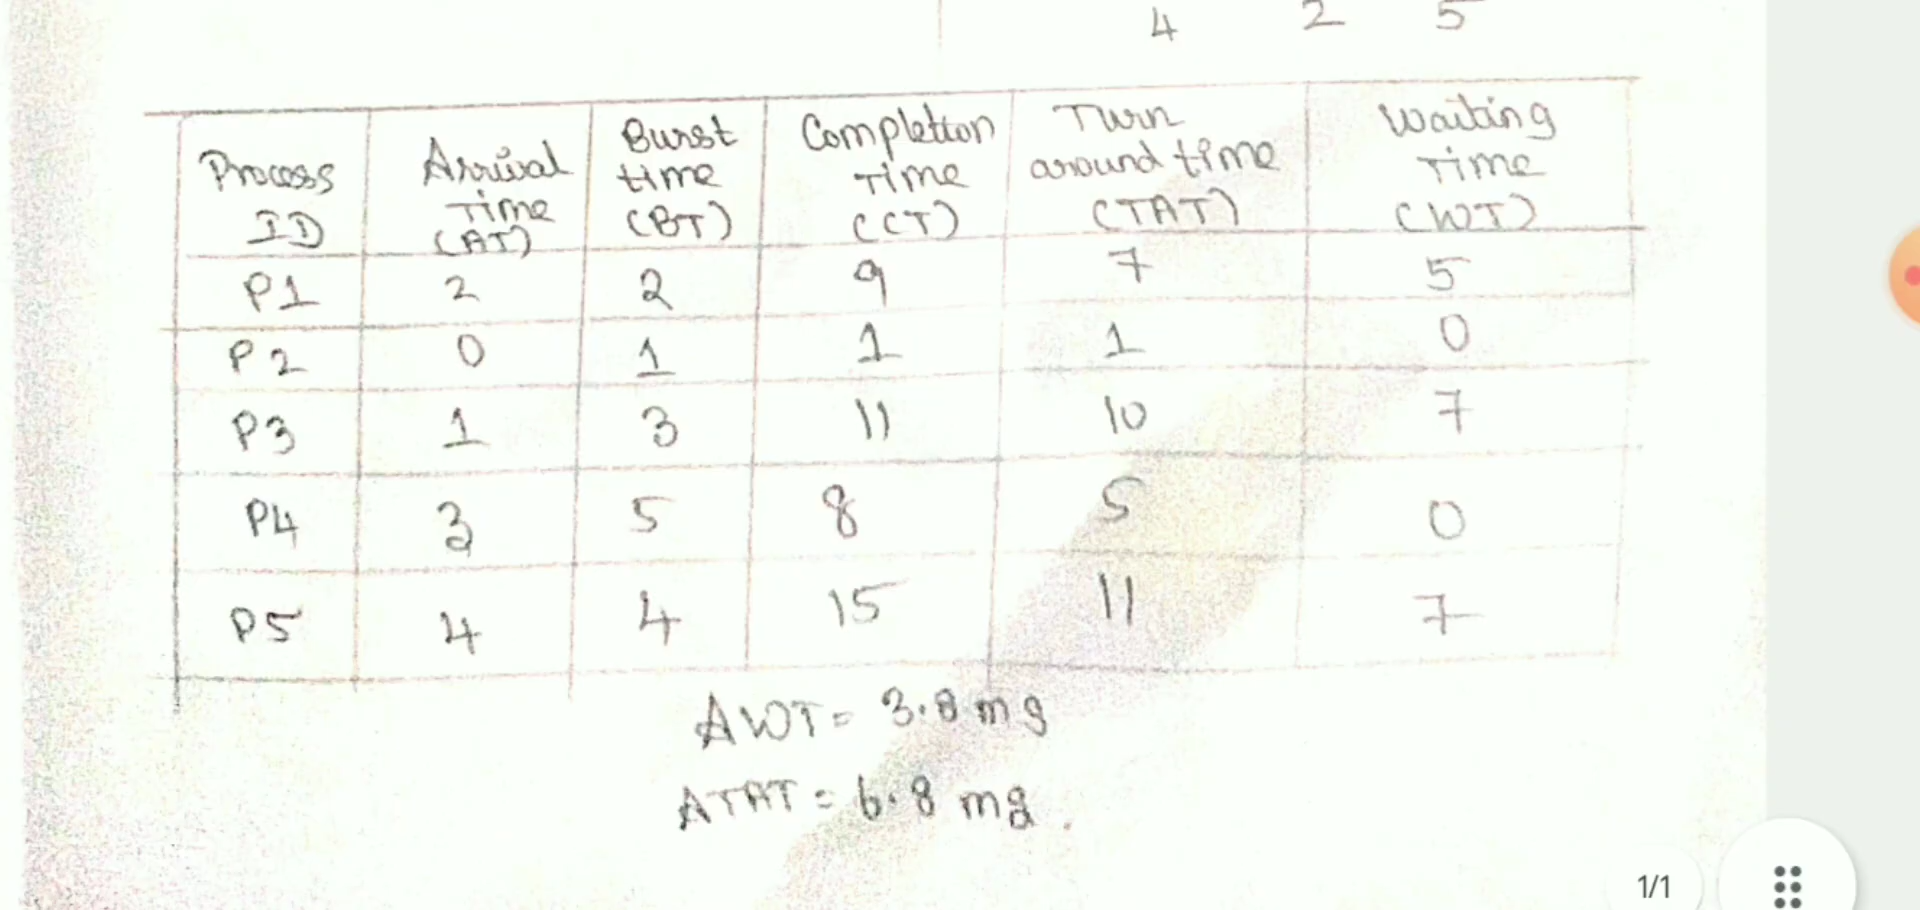 4 2 5
Process ID Arrival Time (AT) Burst time (BT) Completion Time (CT) Turn around time (TAT) Waiting Time (WT)
P1 2 2 9 7 5
P2 0 1 1 1 0
P3 1 3 11 10 7
P4 3 5 8 5 0
P5 4 4 15 11 7
AWT = 3.8 ms
ATAT = 6.8 ms.
1/1